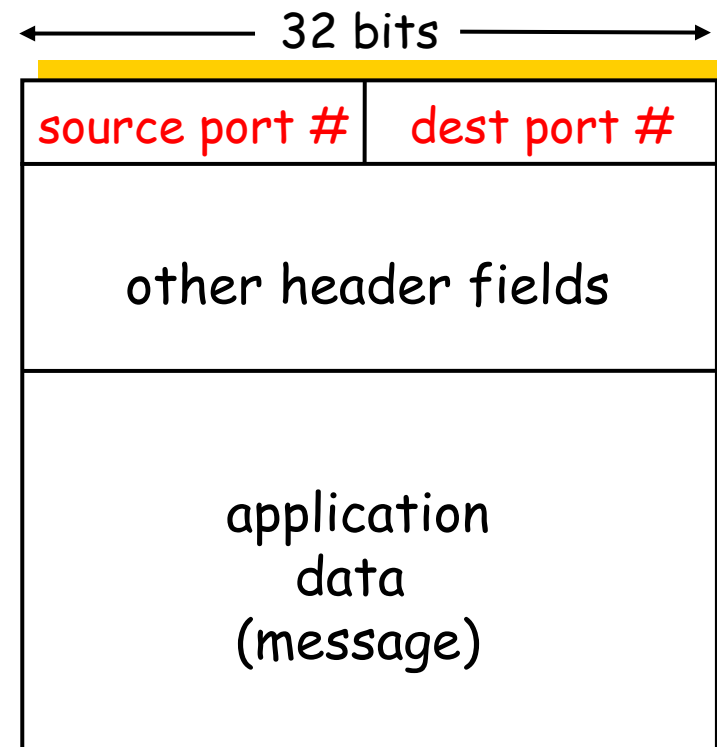 32 bits
source port # dest port #
other header fields
application
data
(message)